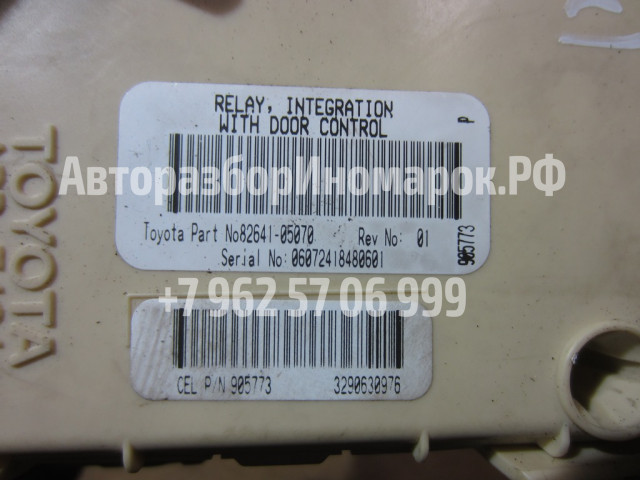 RELAY, INTEGRATION
WITH DOOR CONTROL
P
АвторазборИномарок.РФ
Toyota Part No82641-05070 Rev No: 01
Serial No:06072418480601
905773
+7 962 57 06 999
CEL P/N 905773 3290630976
TOYOTA